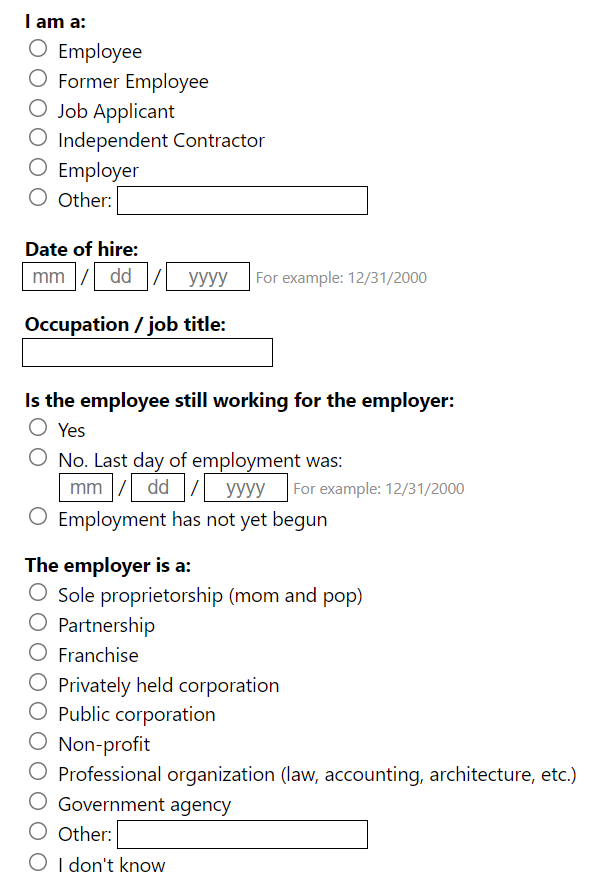 I am a:
Employee
Former Employee
Job Applicant
Independent Contractor
Employer
Other:
Date of hire:
mm / dd / yyyy For example: 12/31/2000
Occupation / job title:
Is the employee still working for the employer:
Yes
No. Last day of employment was:
mm / dd / yyyy For example: 12/31/2000
Employment has not yet begun
The employer is a:
Sole proprietorship (mom and pop)
Partnership
Franchise
Privately held corporation
Public corporation
Non-profit
Professional organization (law, accounting, architecture, etc.)
Government agency
Other:
I don't know